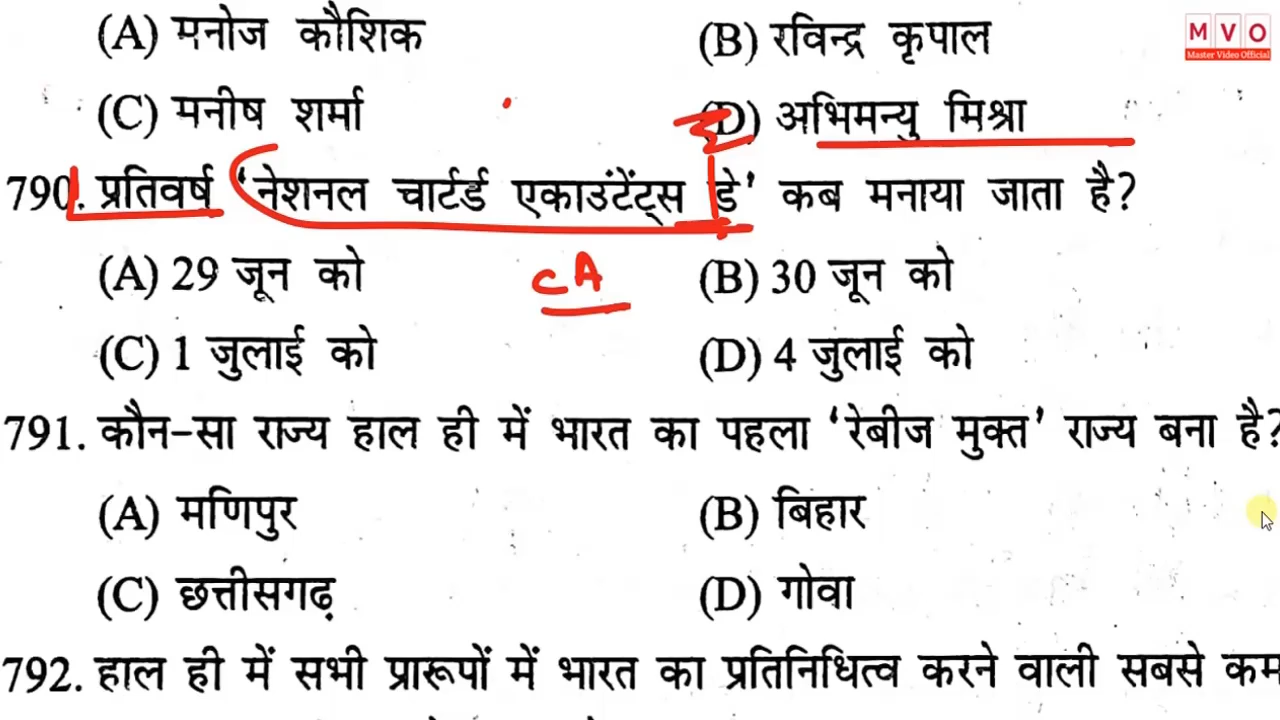 (A) मनोज कौशिक (B) रविन्द्र कृपाल
M V O
Master Video Official
(C) मनीष शर्मा (D) अभिमन्यु मिश्रा
790. प्रतिवर्ष ‘नेशनल चार्टर्ड एकाउंटेंट्स डे’ कब मनाया जाता है?
(A) 29 जून को (B) 30 जून को
CA
(C) 1 जुलाई को (D) 4 जुलाई को
791. कौन-सा राज्य हाल ही में भारत का पहला ‘रेबीज मुक्त’ राज्य बना है?
(A) मणिपुर (B) बिहार
(C) छत्तीसगढ़ (D) गोवा
792. हाल ही में सभी प्रारूपों में भारत का प्रतिनिधित्व करने वाली सबसे कम